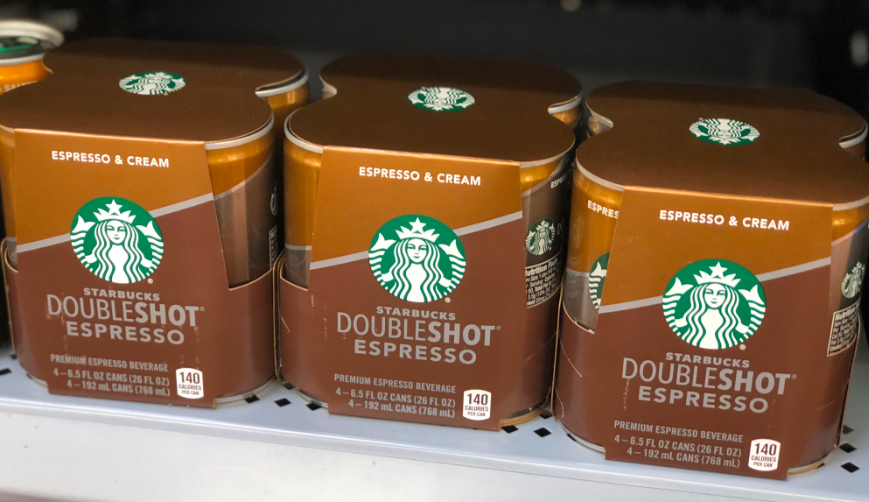 ESPRESSO & CREAM
STARBUCKS
DOUBLESHOT®
ESPRESSO
PREMIUM ESPRESSO BEVERAGE
4 – 6.5 FL OZ CANS (26 FL OZ)
4 – 192 mL CANS (768 mL)
140
CALORIES
PER CAN
ESPRESSO & CREAM
STARBUCKS
DOUBLESHOT®
ESPRESSO
PREMIUM ESPRESSO BEVERAGE
4 – 6.5 FL OZ CANS (26 FL OZ)
4 – 192 mL CANS (768 mL)
140
CALORIES
PER CAN
Nutrition
ESPRESSO & CREAM
STARBUCKS
DOUBLESHOT®
ESPRESSO
PREMIUM ESPRESSO BEVERAGE
4 – 6.5 FL OZ CANS (26 FL OZ)
4 – 192 mL CANS (768 mL)
140
CALORIES
PER CAN